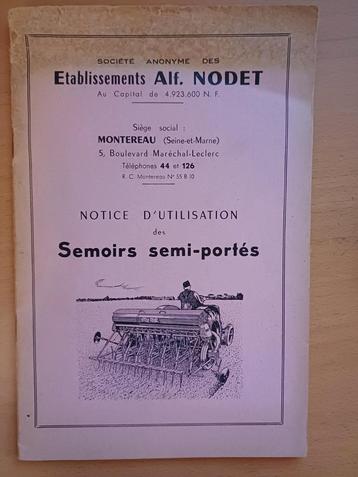 SOCIÉTÉ ANONYME DES
Etablissements Alf. NODET
Au Capital de 4.923.600 N. F.
Siège social :
MONTEREAU (Seine-et-Marne)
5, Boulevard Maréchal-Leclerc
Téléphones 44 et 126
R. C. Montereau N° 55 B 10
NOTICE D'UTILISATION
des
Semoirs semi-portés